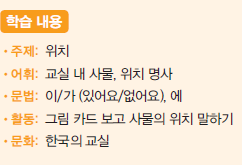 학습 내용
• 주제: 위치
• 어휘: 교실 내 사물, 위치 명사
• 문법: 이/가 (있어요/없어요), 에
• 활동: 그림 카드 보고 사물의 위치 말하기
• 문화: 한국의 교실